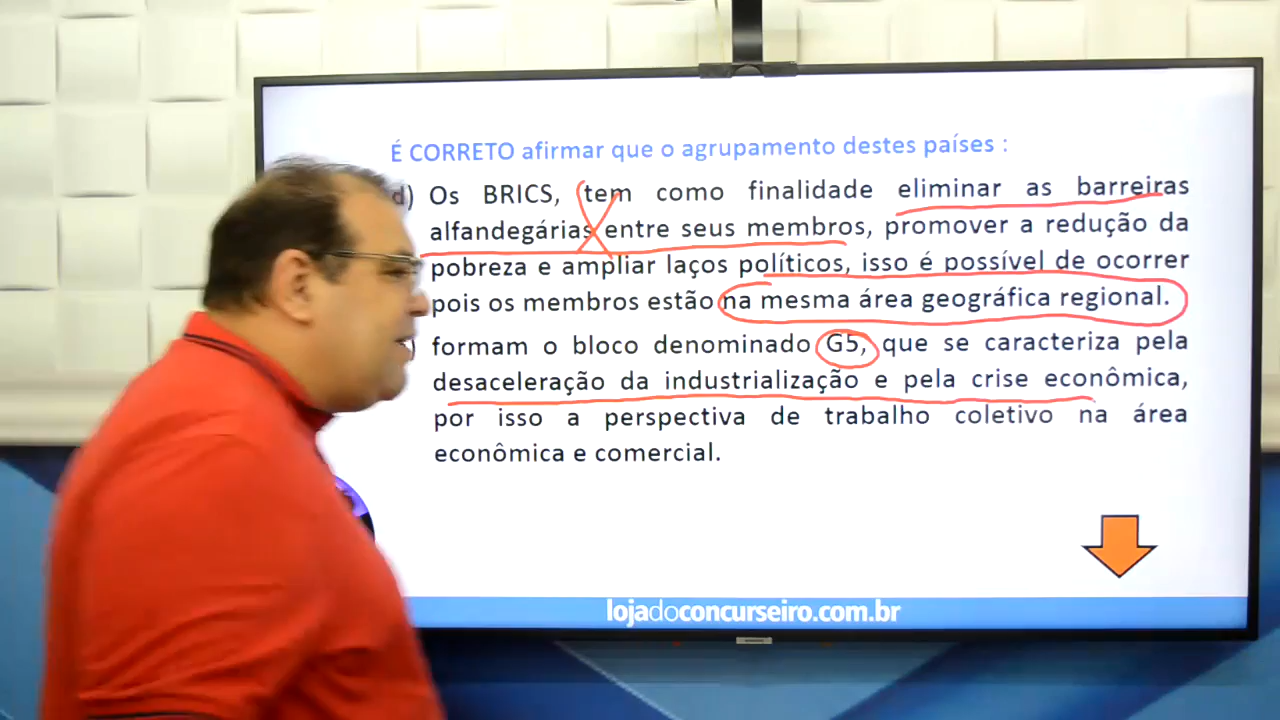 É CORRETO afirmar que o agrupamento destes países :
d) Os BRICS, tem como finalidade eliminar as barreiras
alfandegárias entre seus membros, promover a redução da
pobreza e ampliar laços políticos, isso é possível de ocorrer
pois os membros estão na mesma área geográfica regional.
) formam o bloco denominado G5, que se caracteriza pela
desaceleração da industrialização e pela crise econômica,
por isso a perspectiva de trabalho coletivo na área
econômica e comercial.
lojadoconcurseiro.com.br